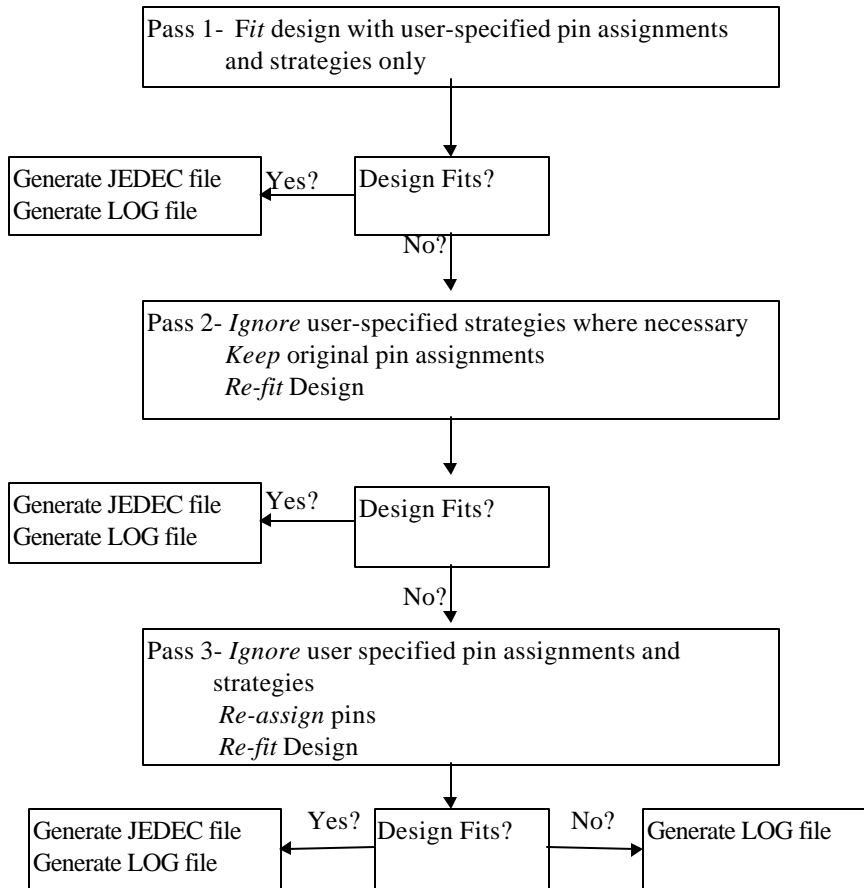 Pass 1- Fit design with user-specified pin assignments
and strategies only
Generate JEDEC file
Generate LOG file
Yes?
Design Fits?
No?
Pass 2- Ignore user-specified strategies where necessary
Keep original pin assignments
Re-fit Design
Generate JEDEC file
Generate LOG file
Yes?
Design Fits?
No?
Pass 3- Ignore user specified pin assignments and
strategies
Re-assign pins
Re-fit Design
Generate JEDEC file
Generate LOG file
Yes?
Design Fits?
No?
Generate LOG file